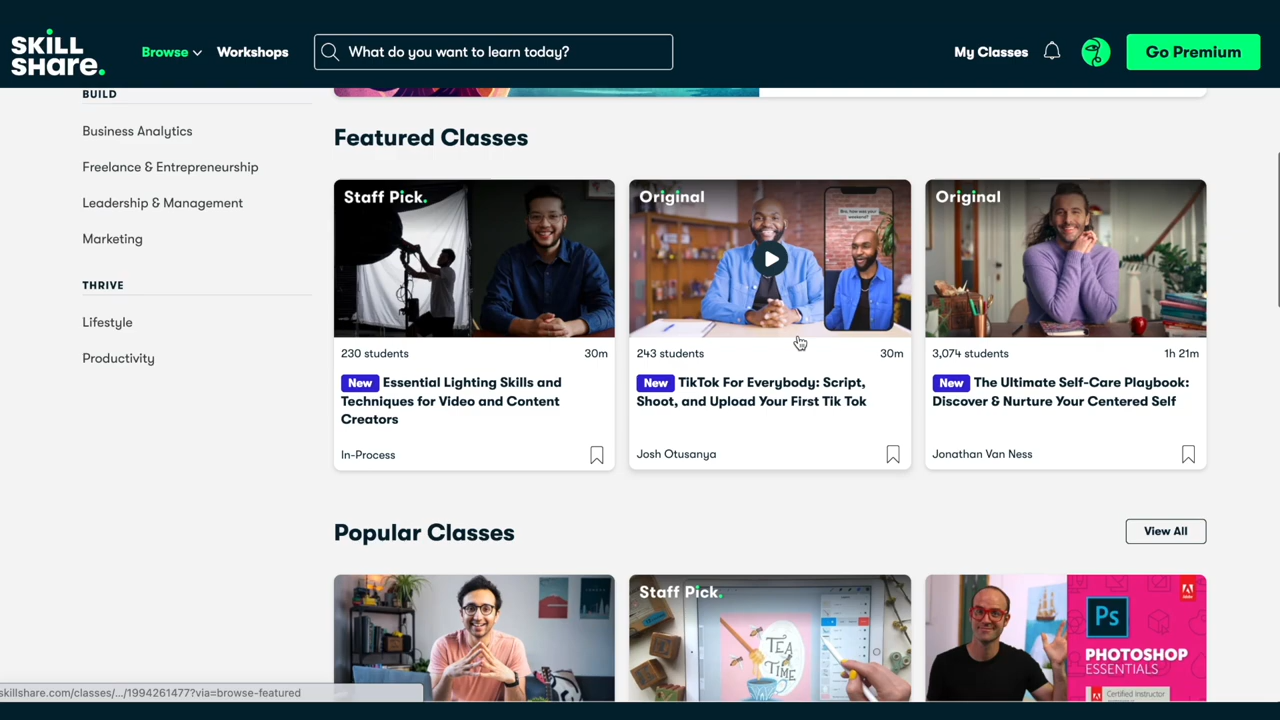 SKiLL
SHaRe.
Browse
Workshops
What do you want to learn today?
My Classes
Go Premium
BUILD
Business Analytics
Freelance & Entrepreneurship
Leadership & Management
Marketing
THRIVE
Lifestyle
Productivity
Featured Classes
Staff Pick.
230 students
30m
New Essential Lighting Skills and
Techniques for Video and Content
Creators
In-Process
Original
243 students
30m
New TikTok For Everybody: Script,
Shoot, and Upload Your First Tik Tok
Josh Otusanya
Original
3,074 students
1h 21m
New The Ultimate Self-Care Playbook:
Discover & Nurture Your Centered Self
Jonathan Van Ness
Popular Classes
View All
Staff Pick.
TEA
TIME
Ps
Adobe
PHOTOSHOP
ESSENTIALS
Certified Instructor
skillshare.com/classes/.../1994261477?via=browse-featured